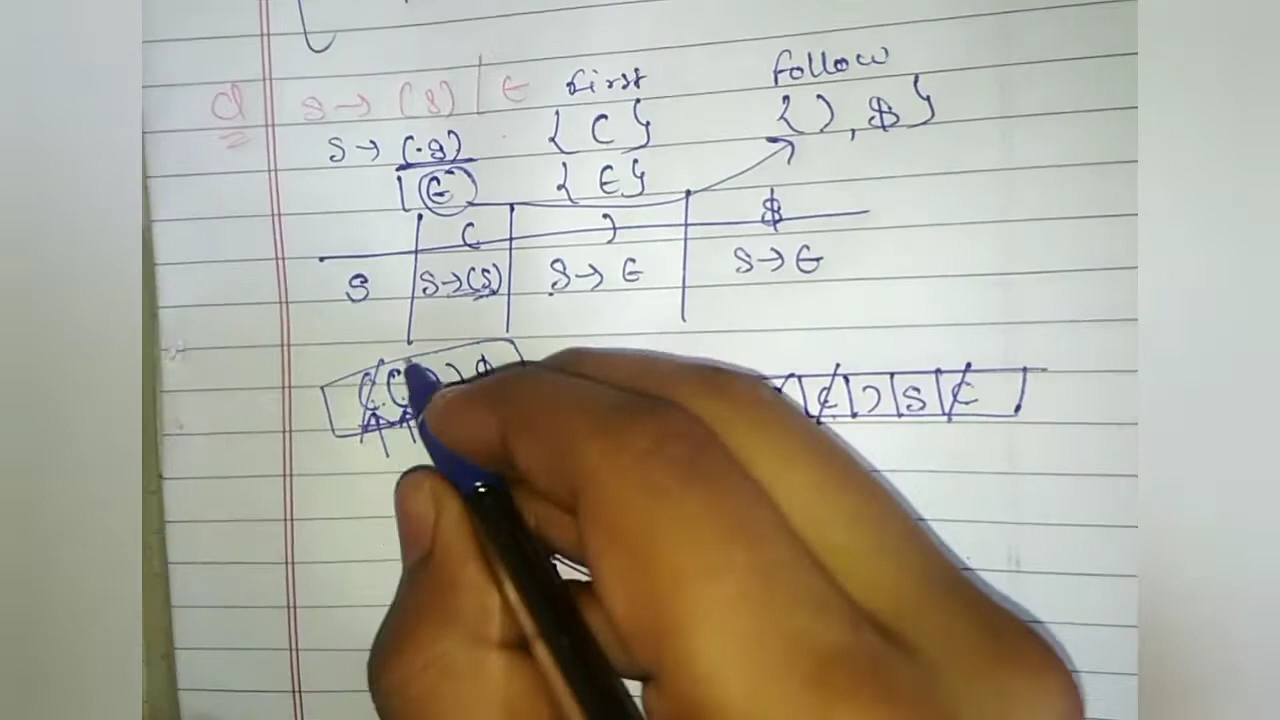 Q S → (S) | ϵ First Follow
S → (·S) { ( } { ), $ }
| ϵ { ϵ }
( ) $
S S→(S) S→ϵ S→ϵ
( ( ) ) $ ( ) S (